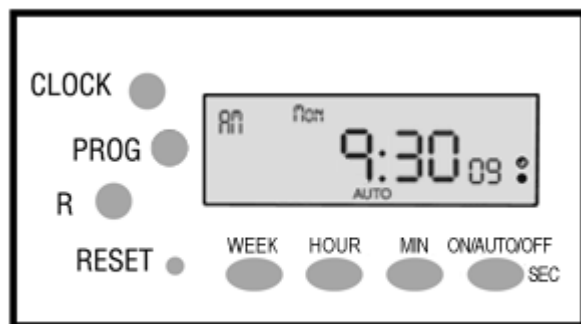 CLOCK
PROG
R
RESET
AM MON
9:30 09
AUTO
WEEK HOUR MIN ON/AUTO/OFF
SEC